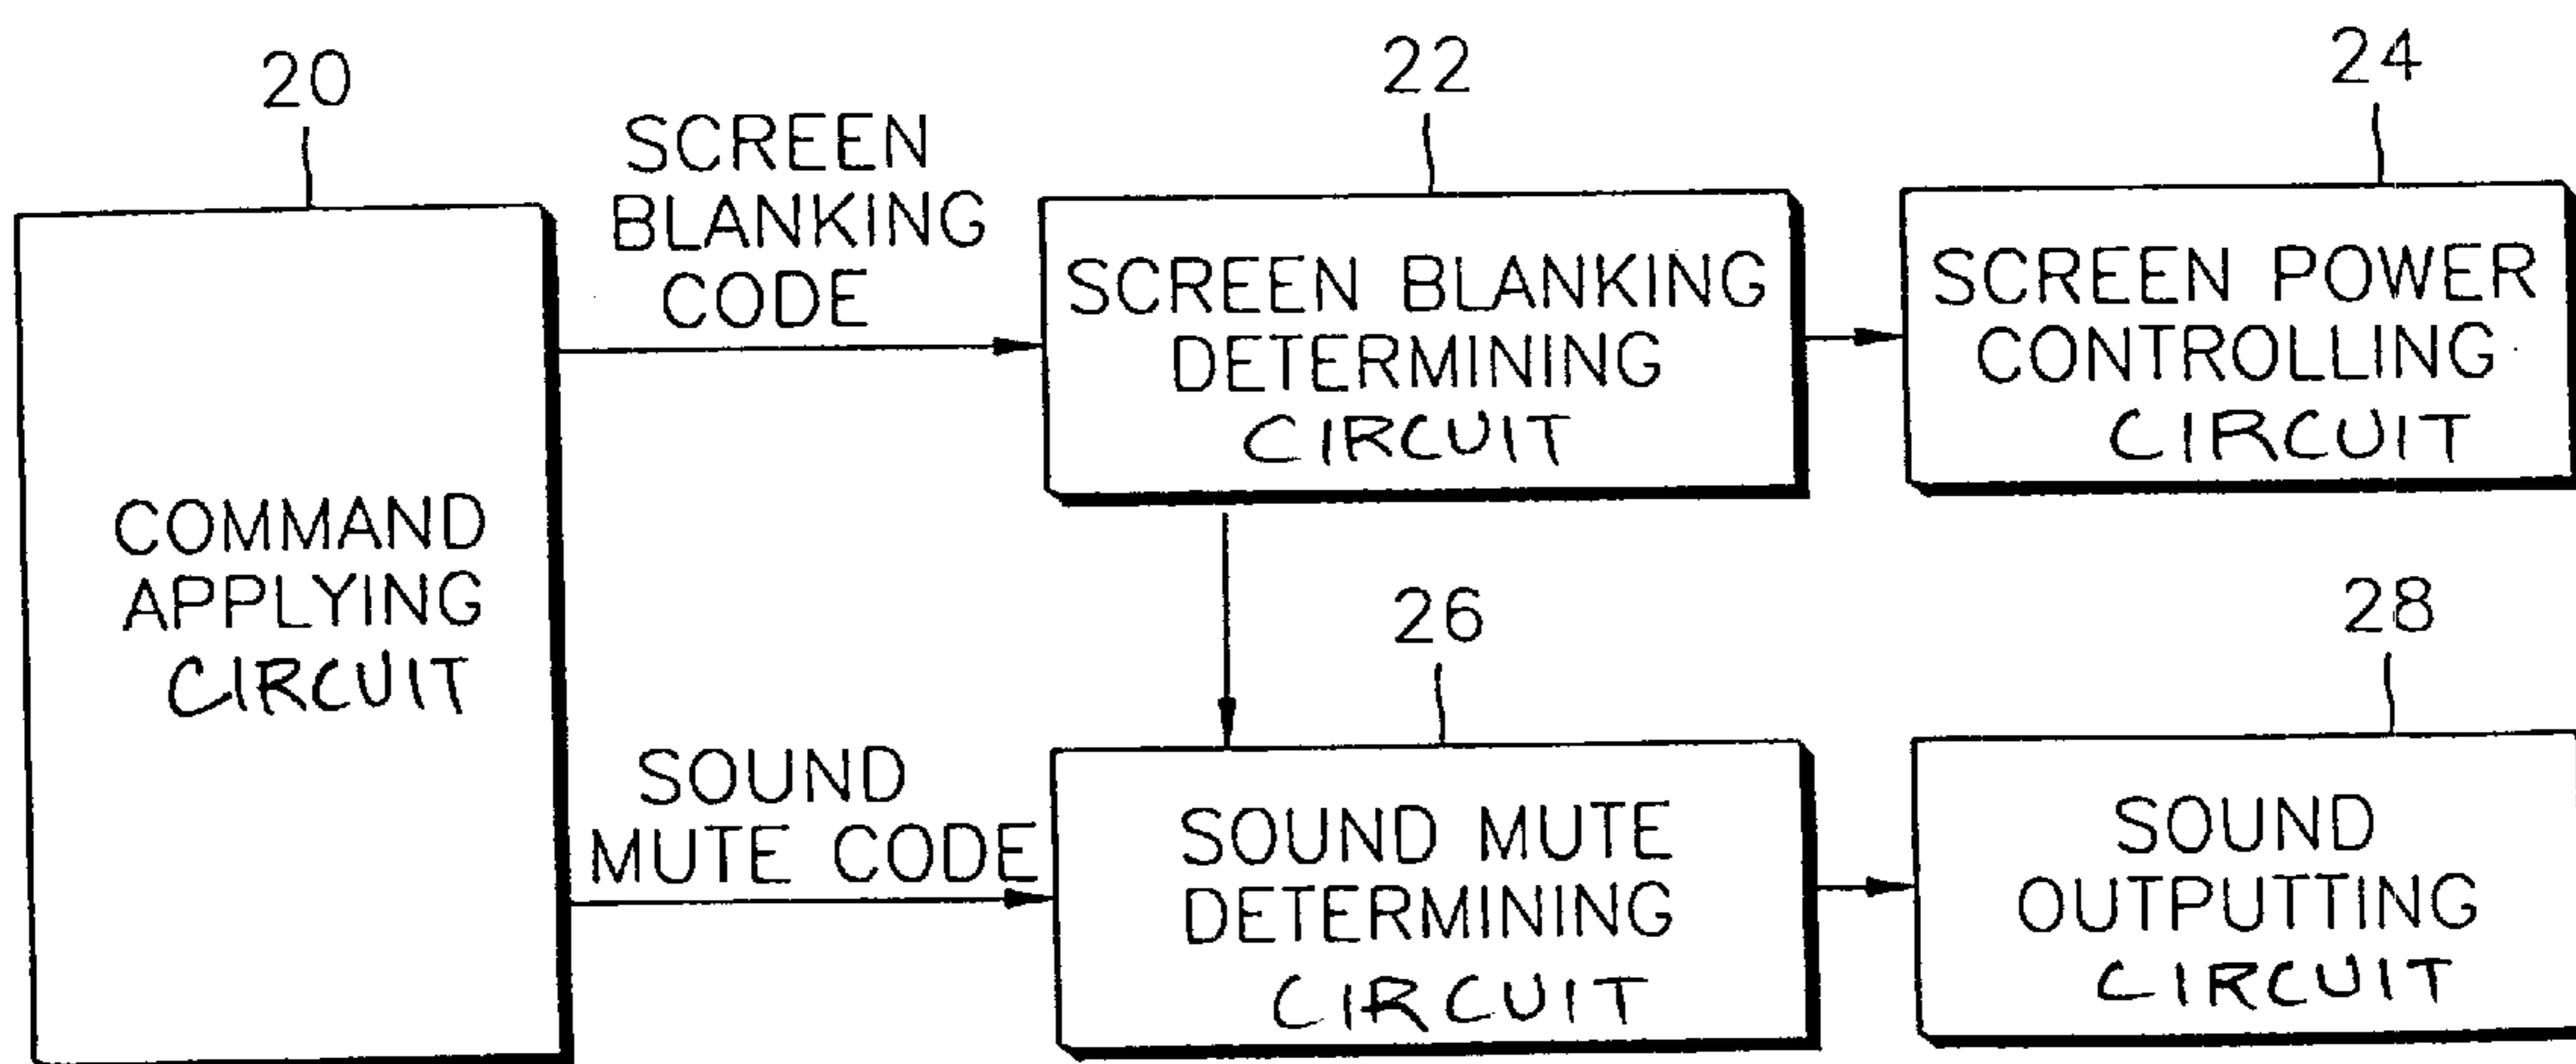 20
SCREEN
BLANKING
CODE
22
24
COMMAND
APPLYING
CIRCUIT
SCREEN BLANKING
DETERMINING
CIRCUIT
SCREEN POWER
CONTROLLING
CIRCUIT
SOUND
MUTE CODE
26
28
SOUND MUTE
DETERMINING
CIRCUIT
SOUND
OUTPUTTING
CIRCUIT